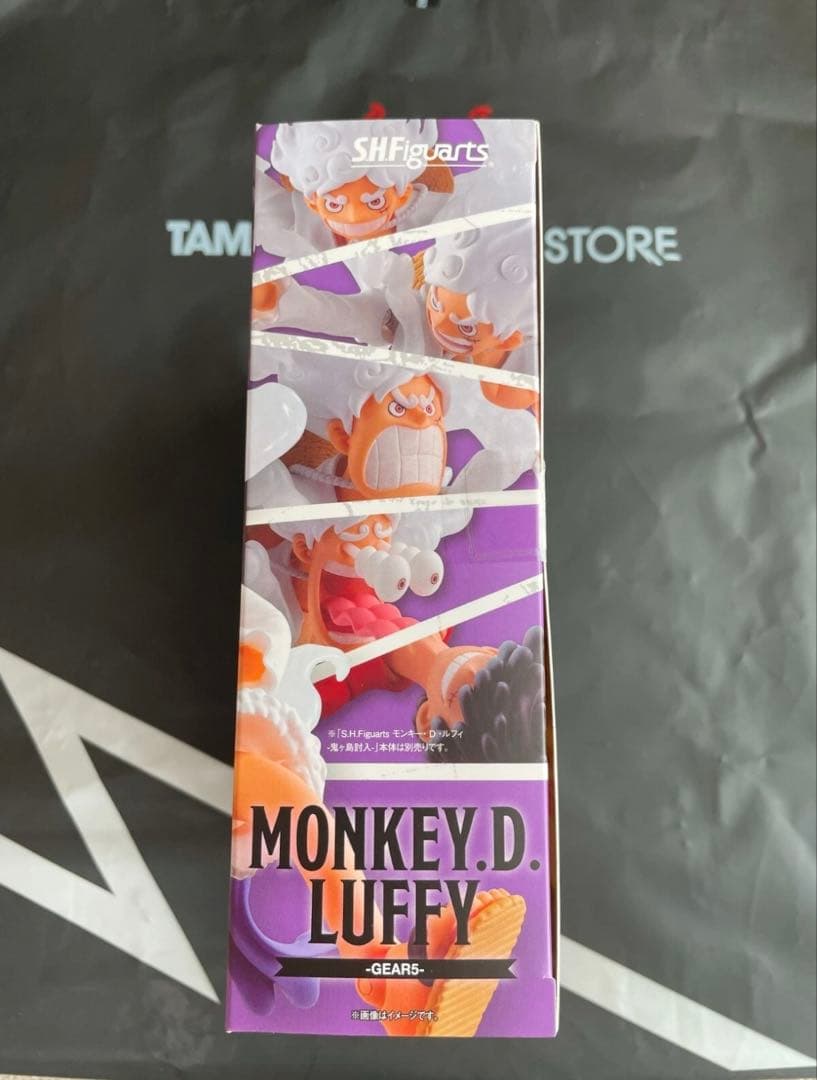 S.H.Figuarts
TAM STORE
※「S.H.Figuarts モンキー・D・ルフィ
-鬼ヶ島討入-」本体は別売りです。
MONKEY.D.
LUFFY
-GEAR5-
※画像はイメージです。